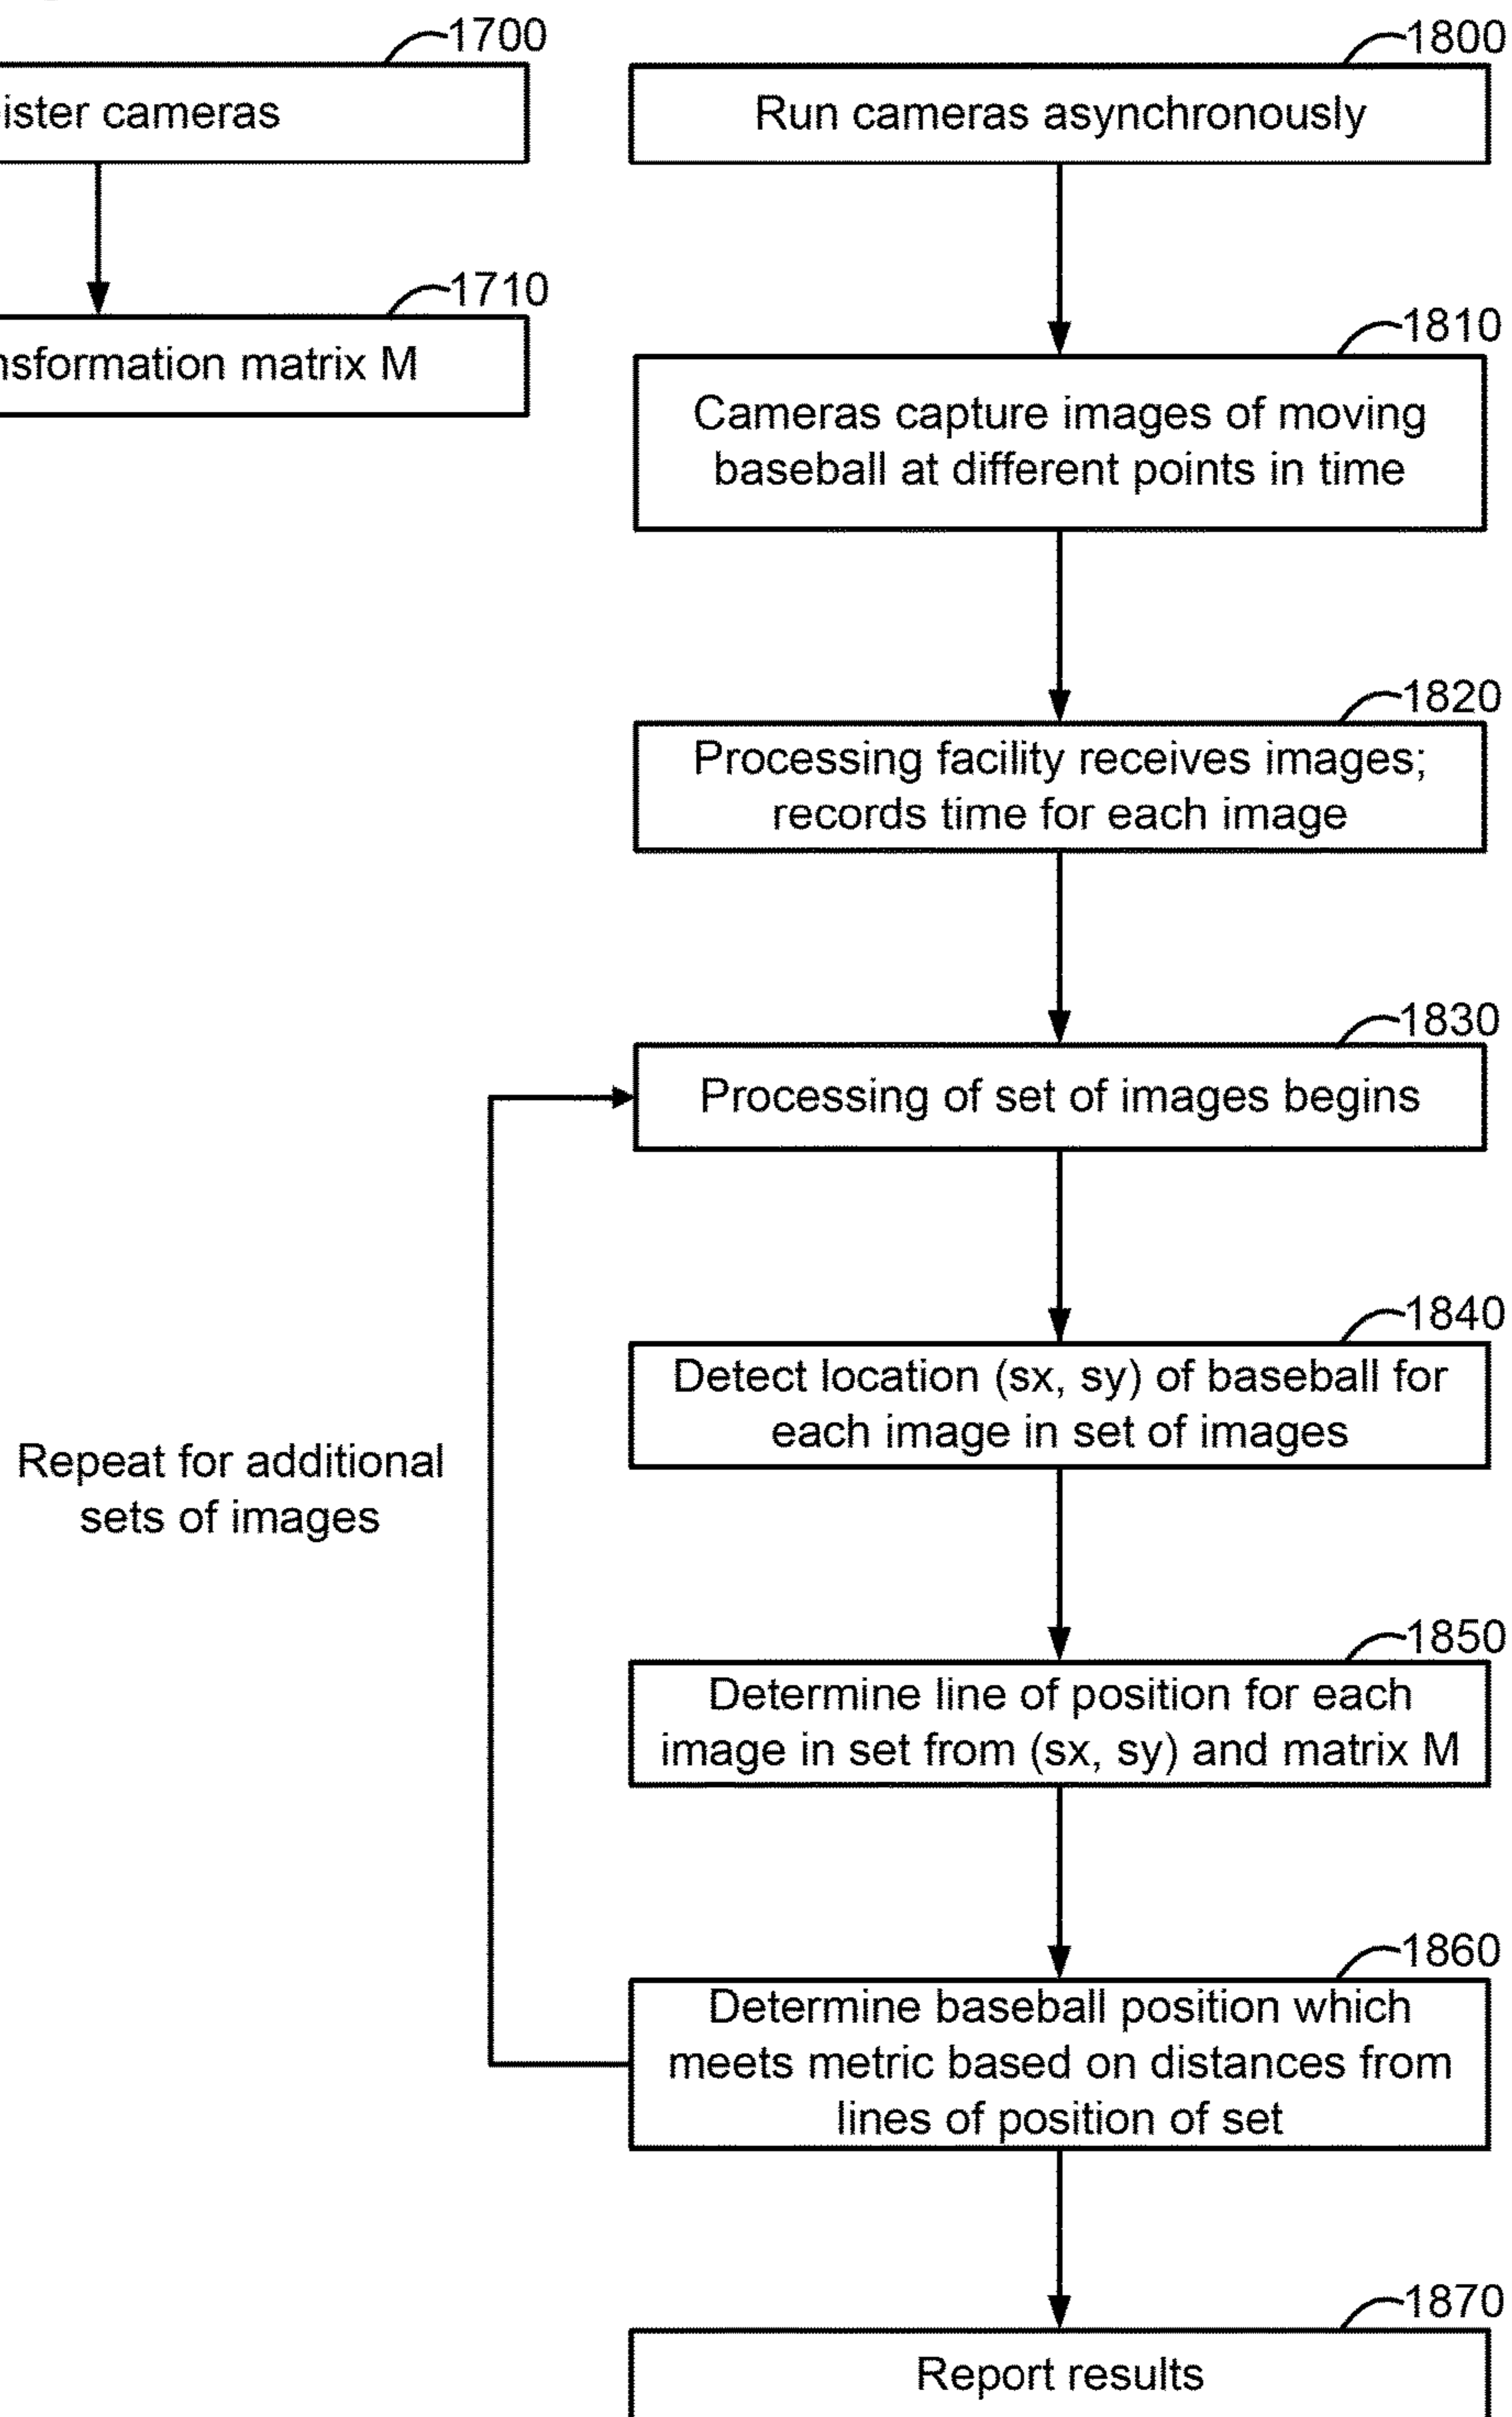 1700
cameras
1710
matrix M
1800
Run cameras asynchronously
1810
Cameras capture images of moving
baseball at different points in time
1820
Processing facility receives images;
records time for each image
1830
Processing of set of images begins
1840
Detect location (sx, sy) of baseball for
each image in set of images
Repeat for additional
sets of images
1850
Determine line of position for each
image in set from (sx, sy) and matrix M
1860
Determine baseball position which
meets metric based on distances from
lines of position of set
1870
Report results